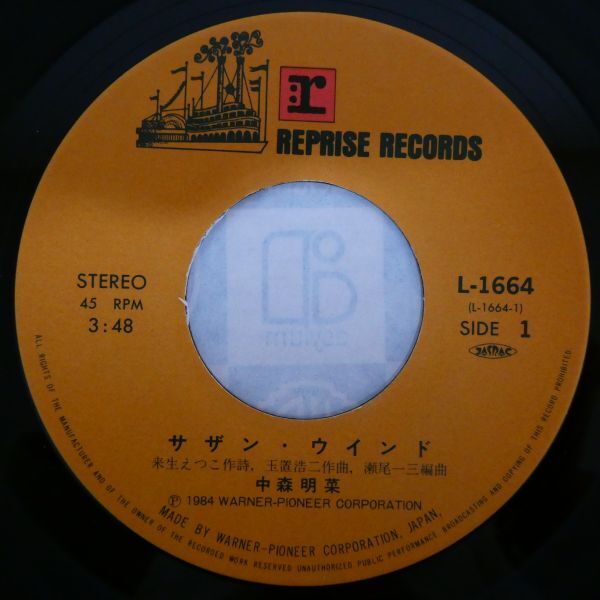 r
REPRISE RECORDS
STEREO
45 RPM
3:48
L-1664
(L-1664-1)
SIDE 1
JASRAC
サザン・ウインド
来生えつこ作詩, 玉置浩二作曲, 瀬尾一三編曲
中森明菜
Ⓟ 1984 WARNER-PIONEER CORPORATION
MADE BY WARNER-PIONEER CORPORATION, JAPAN,
ALL RIGHTS OF THE MANUFACTURER AND OF THE OWNER OF THE RECORDED WORK RESERVED UNAUTHORIZED PUBLIC PERFORMANCE BROADCASTING AND COPYING OF THIS RECORD PROHIBITED